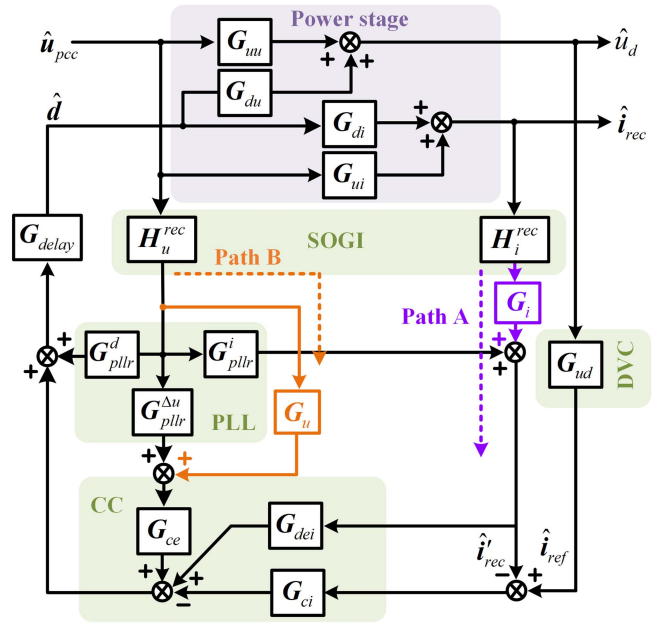 Power stage
û_pcc
G_uu
+
+
û_d
G_du
d̂
G_di
+
+
î_rec
G_ui
H_u^rec
SOGI
H_i^rec
G_delay
Path B
Path A
G_i
+
+
+
+
G_pllr^d
G_pllr^i
G_ud
DVC
G_pllr^Δu
PLL
G_u
+
+
CC
G_ce
G_dei
î′_rec
î_ref
+
+
−
G_ci
−
+